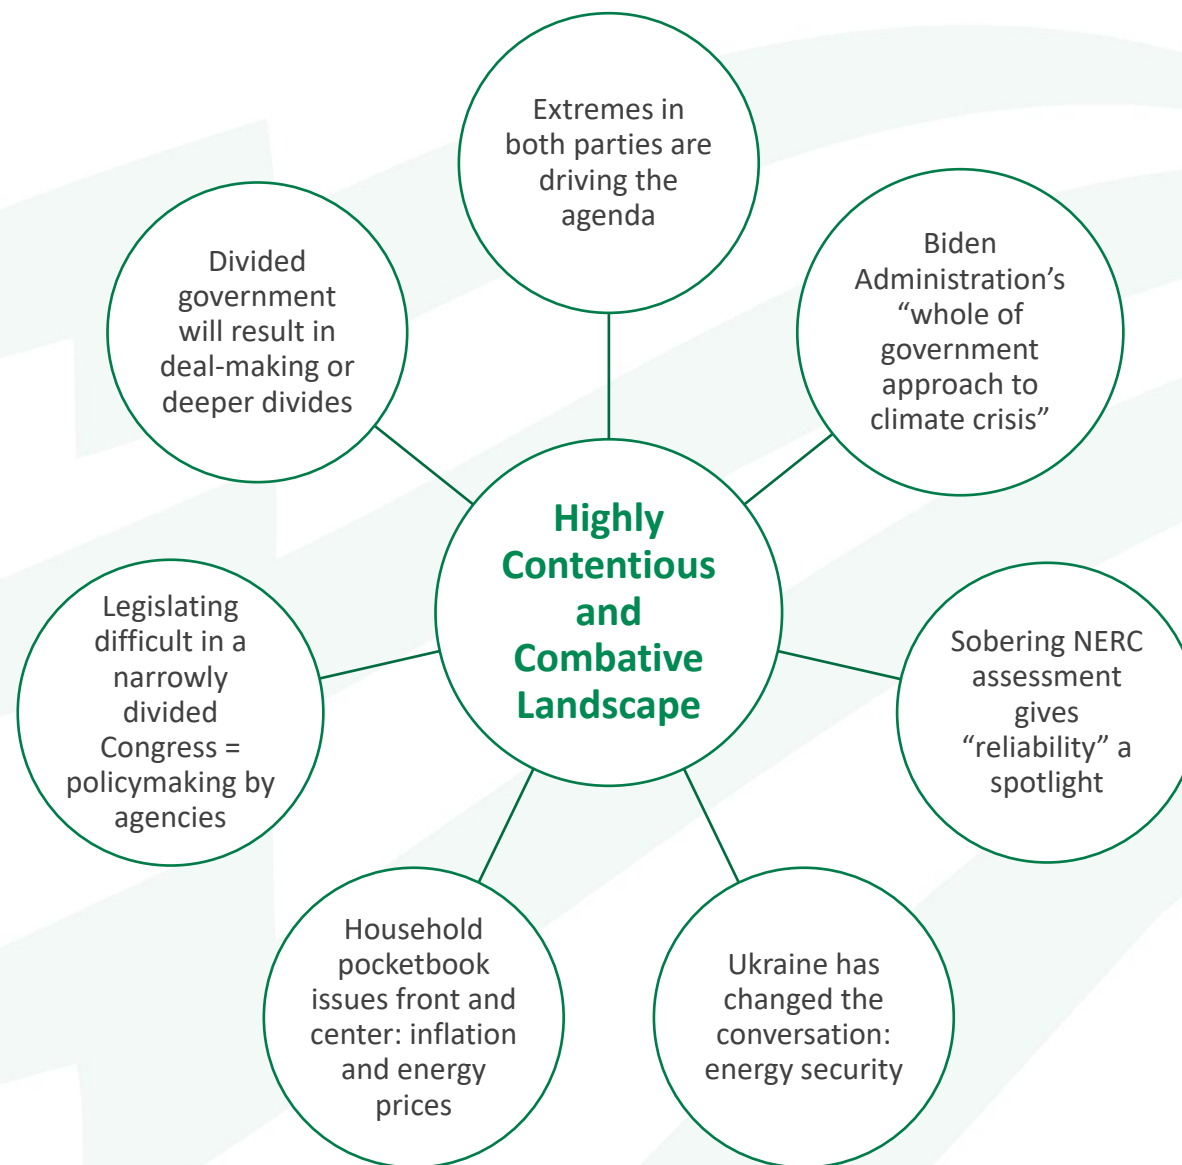 Extremes in
both parties are
driving the
agenda
Biden
Administration’s
“whole of
government
approach to
climate crisis”
Sobering NERC
assessment
gives
“reliability” a
spotlight
Ukraine has
changed the
conversation:
energy security
Household
pocketbook
issues front and
center: inflation
and energy
prices
Legislating
difficult in a
narrowly
divided
Congress =
policymaking by
agencies
Divided
government
will result in
deal-making or
deeper divides
Highly
Contentious
and
Combative
Landscape